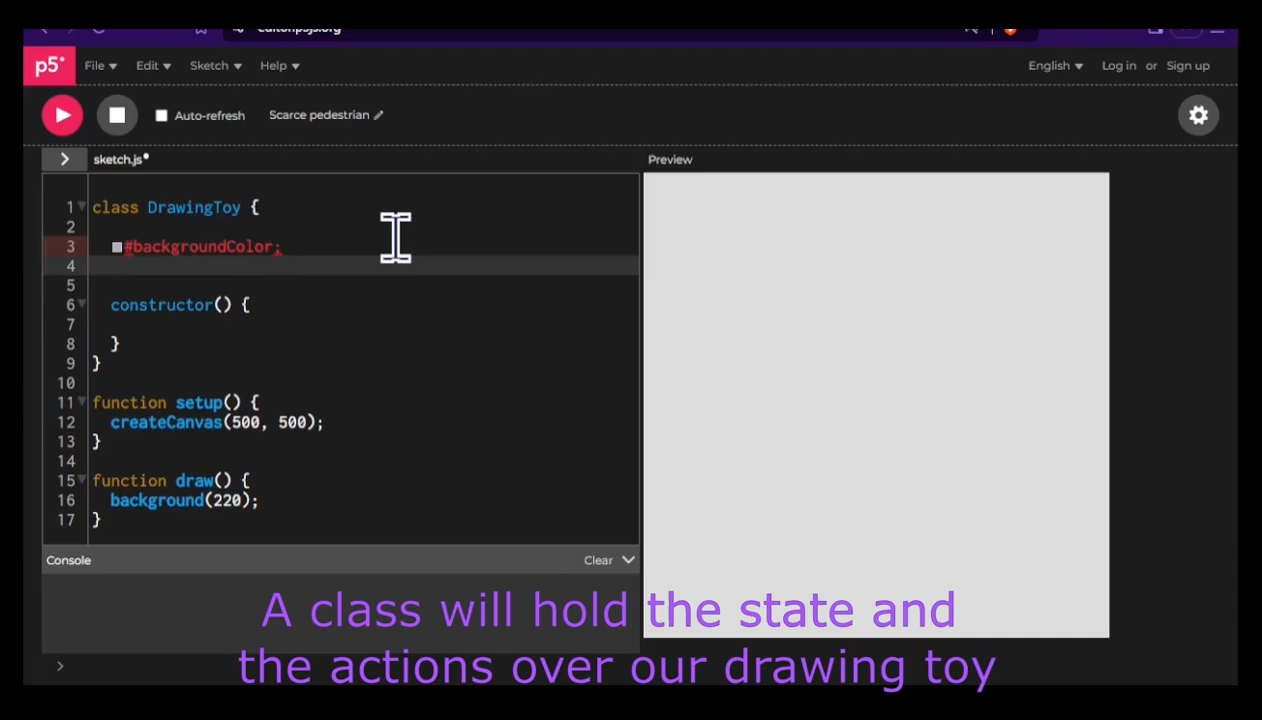 editor.p5js.org
p5* File Edit Sketch Help English Log in or Sign up
Auto-refresh Scarce pedestrian
sketch.js Preview
1 class DrawingToy {
2
3 #backgroundColor;
4
5
6 constructor() {
7
8 }
9 }
10
11 function setup() {
12 createCanvas(500, 500);
13 }
14
15 function draw() {
16 background(220);
17 }
Console Clear
A class will hold the state and
the actions over our drawing toy